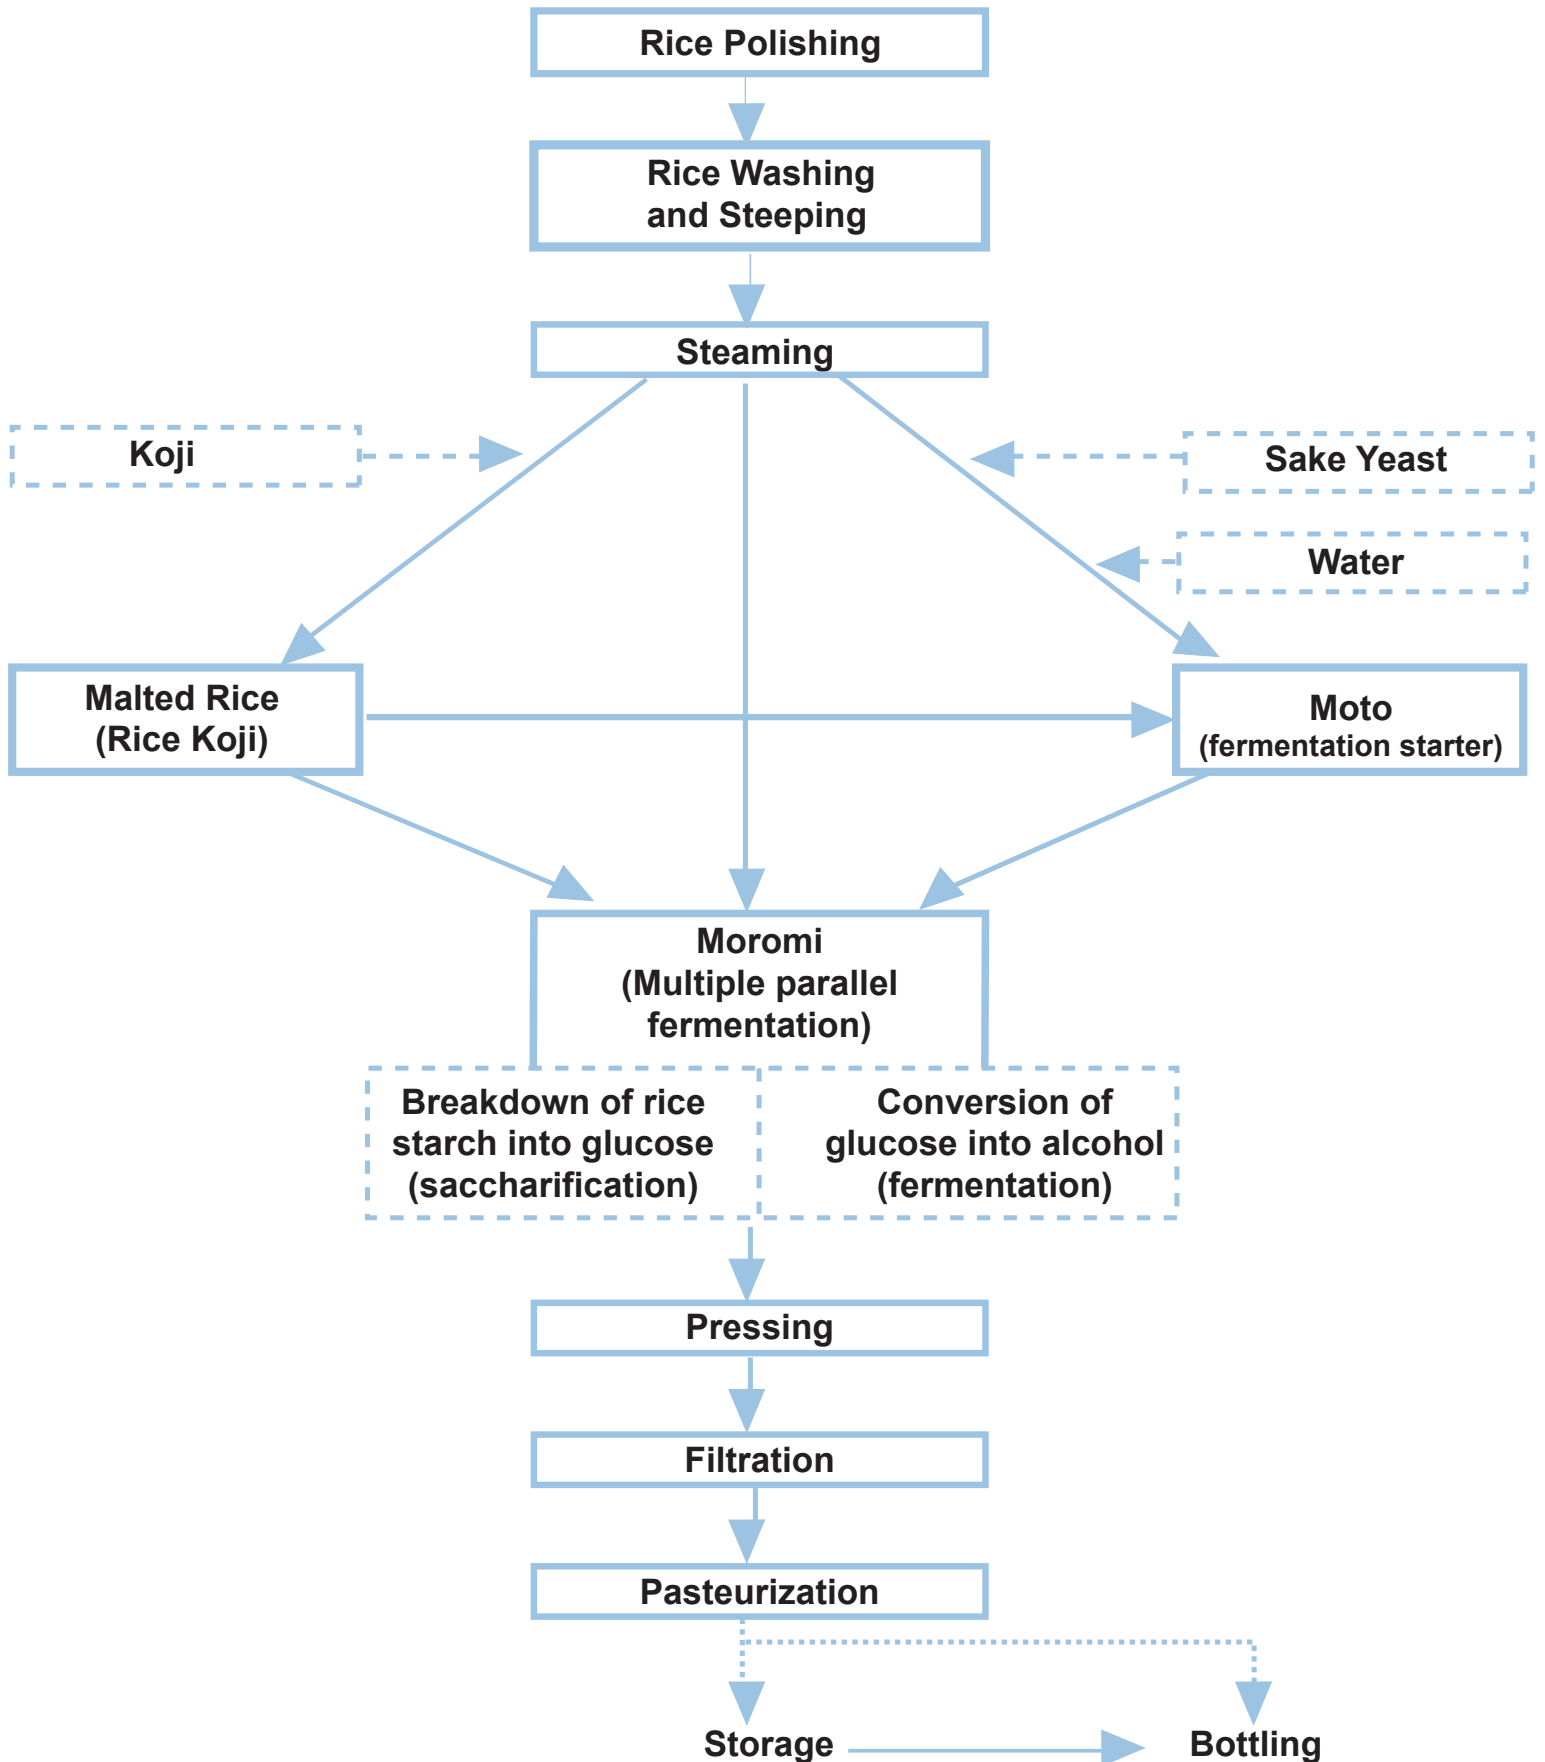 Rice Polishing
Rice Washing
and Steeping
Steaming
Koji
Sake Yeast
Water
Malted Rice
(Rice Koji)
Moto
(fermentation starter)
Moromi
(Multiple parallel
fermentation)
Breakdown of rice
starch into glucose
(saccharification)
Conversion of
glucose into alcohol
(fermentation)
Pressing
Filtration
Pasteurization
Storage
Bottling